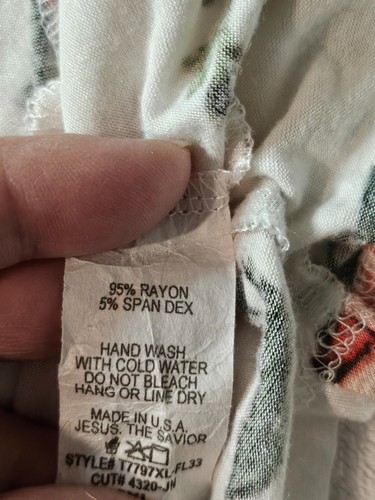 95% RAYON
5% SPAN DEX
HAND WASH
WITH COLD WATER
DO NOT BLEACH
HANG OR LINE DRY
MADE IN U.S.A.
JESUS. THE SAVIOR
STYLE# T7797XL-FL33
CUT# 4320-JN